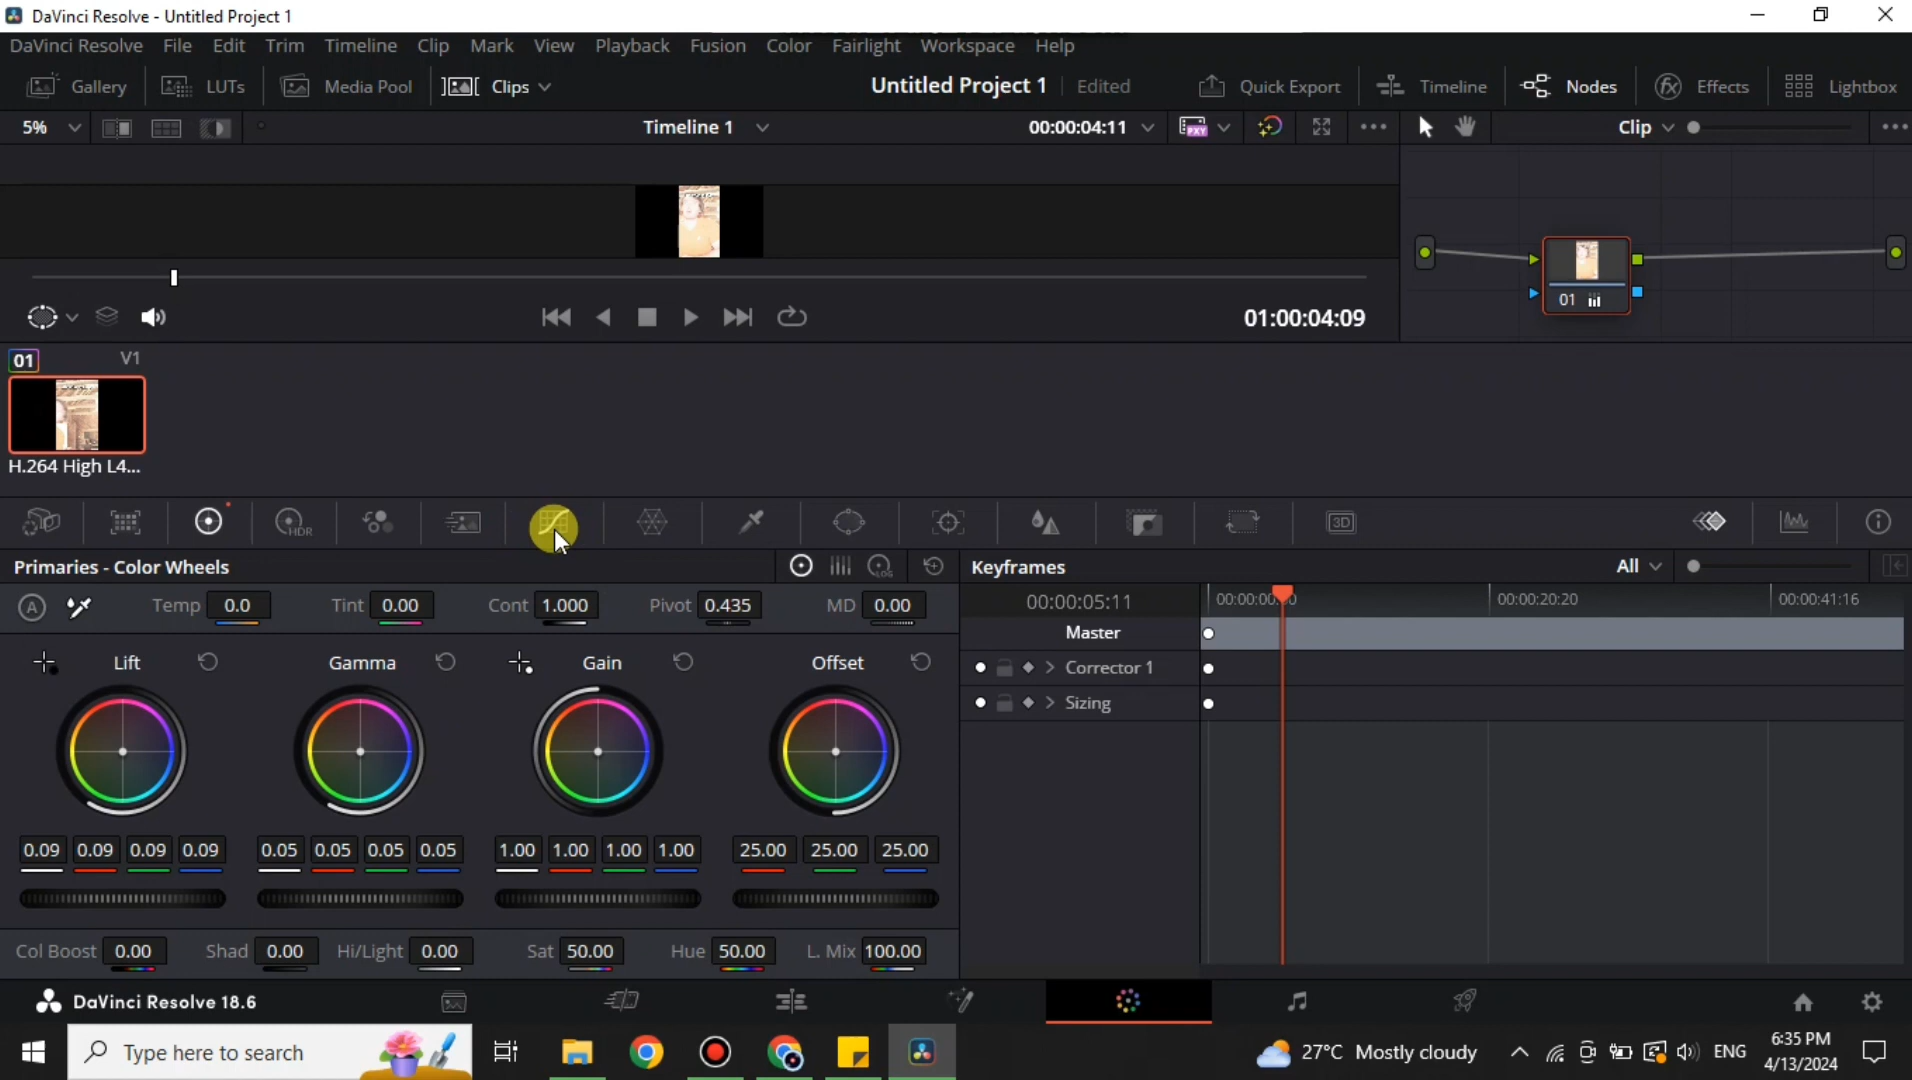 DaVinci Resolve - Untitled Project 1
DaVinci Resolve File Edit Trim Timeline Clip Mark View Playback Fusion Color Fairlight Workspace Help
Gallery LUTs Media Pool Clips Untitled Project 1 Edited Quick Export Timeline Nodes Effects Lightbox
5% Timeline 1 00:00:04:11 PXY Clip
01
01:00:04:09
01 V1
H.264 High L4...
HDR 3D
Primaries - Color Wheels LOG Keyframes All
A Temp 0.0 Tint 0.00 Cont 1.000 Pivot 0.435 MD 0.00 00:00:05:11 00:00:20:20 00:00:41:16
Master
Lift Gamma Gain Offset Corrector 1
Sizing
0.09 0.09 0.09 0.09 0.05 0.05 0.05 0.05 1.00 1.00 1.00 1.00 25.00 25.00 25.00
Col Boost 0.00 Shad 0.00 Hi/Light 0.00 Sat 50.00 Hue 50.00 L. Mix 100.00
DaVinci Resolve 18.6
Type here to search 27°C Mostly cloudy ENG 6:35 PM
4/13/2024